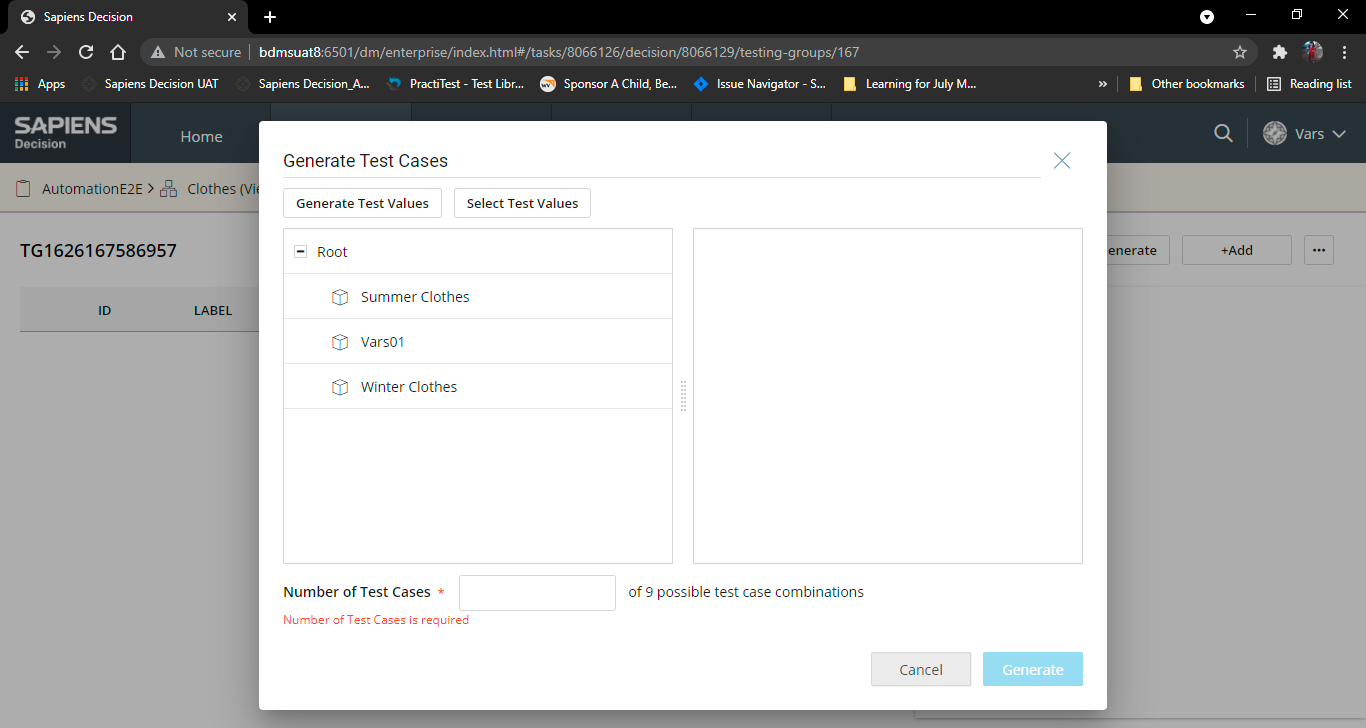 Sapiens Decision
Not secure bdmsuat8:6501/dm/enterprise/index.html#/tasks/8066126/decision/8066129/testing-groups/167
Apps Sapiens Decision UAT Sapiens Decision_A... PractiTest - Test Libr... Sponsor A Child, Be... Issue Navigator - S... Learning for July M... » Other bookmarks Reading list
SAPIENS
Decision
Home
Vars
AutomationE2E > Clothes (Vie
TG1626167586957
enerate
+Add
ID LABEL
Generate Test Cases
Generate Test Values Select Test Values
Root
Summer Clothes
Vars01
Winter Clothes
Number of Test Cases * of 9 possible test case combinations
Number of Test Cases is required
Cancel Generate